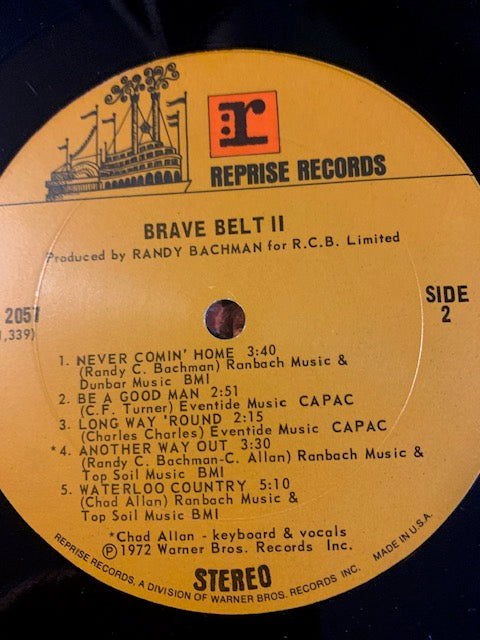 r:
REPRISE RECORDS
BRAVE BELT II
Produced by RANDY BACHMAN for R.C.B. Limited
2057
1,339)
SIDE
2
1. NEVER COMIN' HOME 3:40
(Randy C. Bachman) Ranbach Music &
Dunbar Music BMI
2. BE A GOOD MAN 2:51
(C.F. Turner) Eventide Music CAPAC
3. LONG WAY 'ROUND 2:15
(Charles Charles) Eventide Music CAPAC
*4. ANOTHER WAY OUT 3:30
(Randy C. Bachman-C. Allan) Ranbach Music &
Top Soil Music BMI
5. WATERLOO COUNTRY 5:10
(Chad Allan) Ranbach Music &
Top Soil Music BMI
*Chad Allan - keyboard & vocals
Ⓟ1972 Warner Bros. Records Inc.
STEREO
REPRISE RECORDS, A DIVISION OF WARNER BROS. RECORDS INC. MADE IN U.S.A.